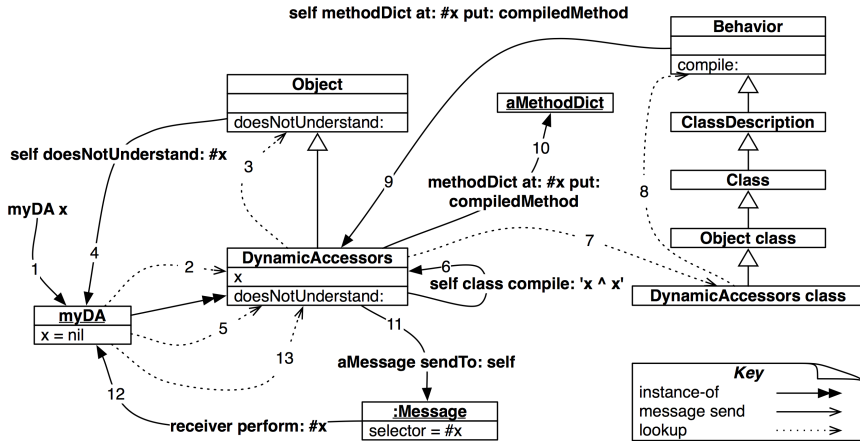 self methodDict at: #x put: compiledMethod
Behavior
compile:
Object
doesNotUnderstand:
aMethodDict
ClassDescription
self doesNotUnderstand: #x
3
10
9
methodDict at: #x put:
compiledMethod
Class
8
myDA x
4
Object class
7
1
2
DynamicAccessors
x
doesNotUnderstand:
6
self class compile: 'x ^ x'
DynamicAccessors class
myDA
x = nil
5
11
13
aMessage sendTo: self
12
receiver perform: #x
:Message
selector = #x
Key
instance-of
message send
lookup